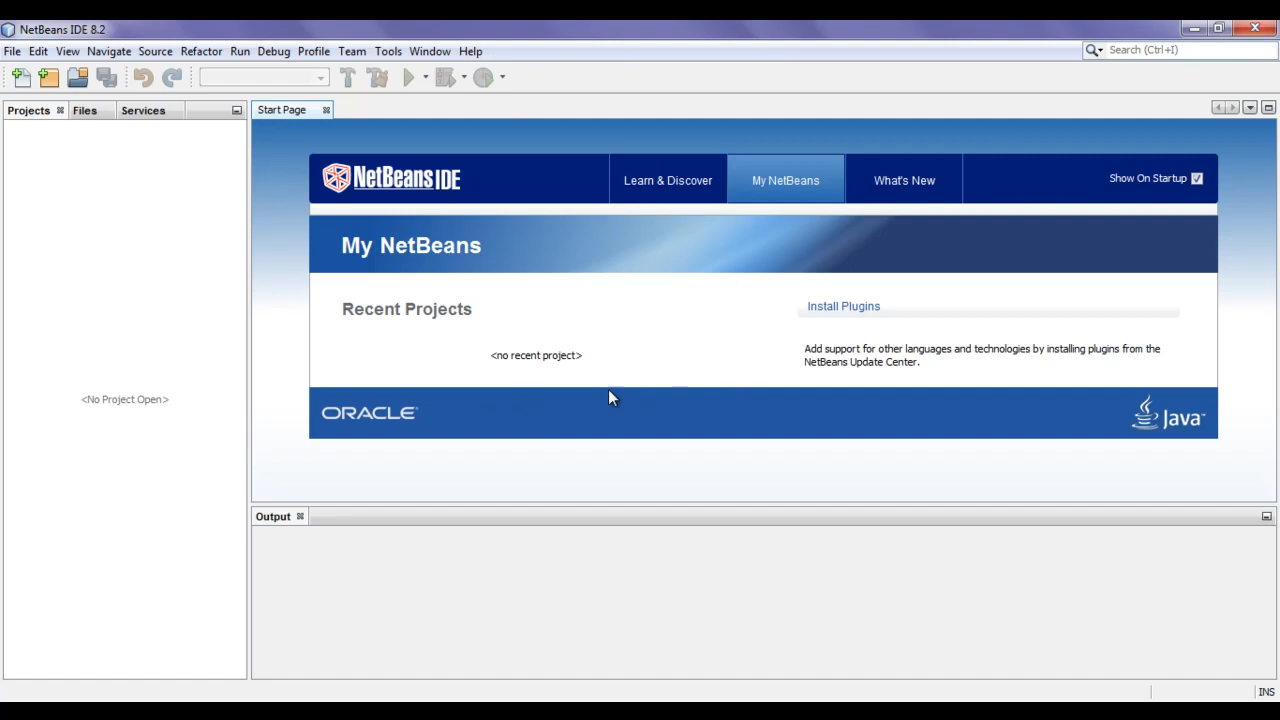 NetBeans IDE 8.2
File Edit View Navigate Source Refactor Run Debug Profile Team Tools Window Help
Search (Ctrl+I)
Projects Files Services
Start Page
NetBeans IDE
Learn & Discover
My NetBeans
What's New
Show On Startup
My NetBeans
Recent Projects
<no recent project>
Install Plugins
Add support for other languages and technologies by installing plugins from the
NetBeans Update Center.
<No Project Open>
ORACLE
Java™
Output
INS